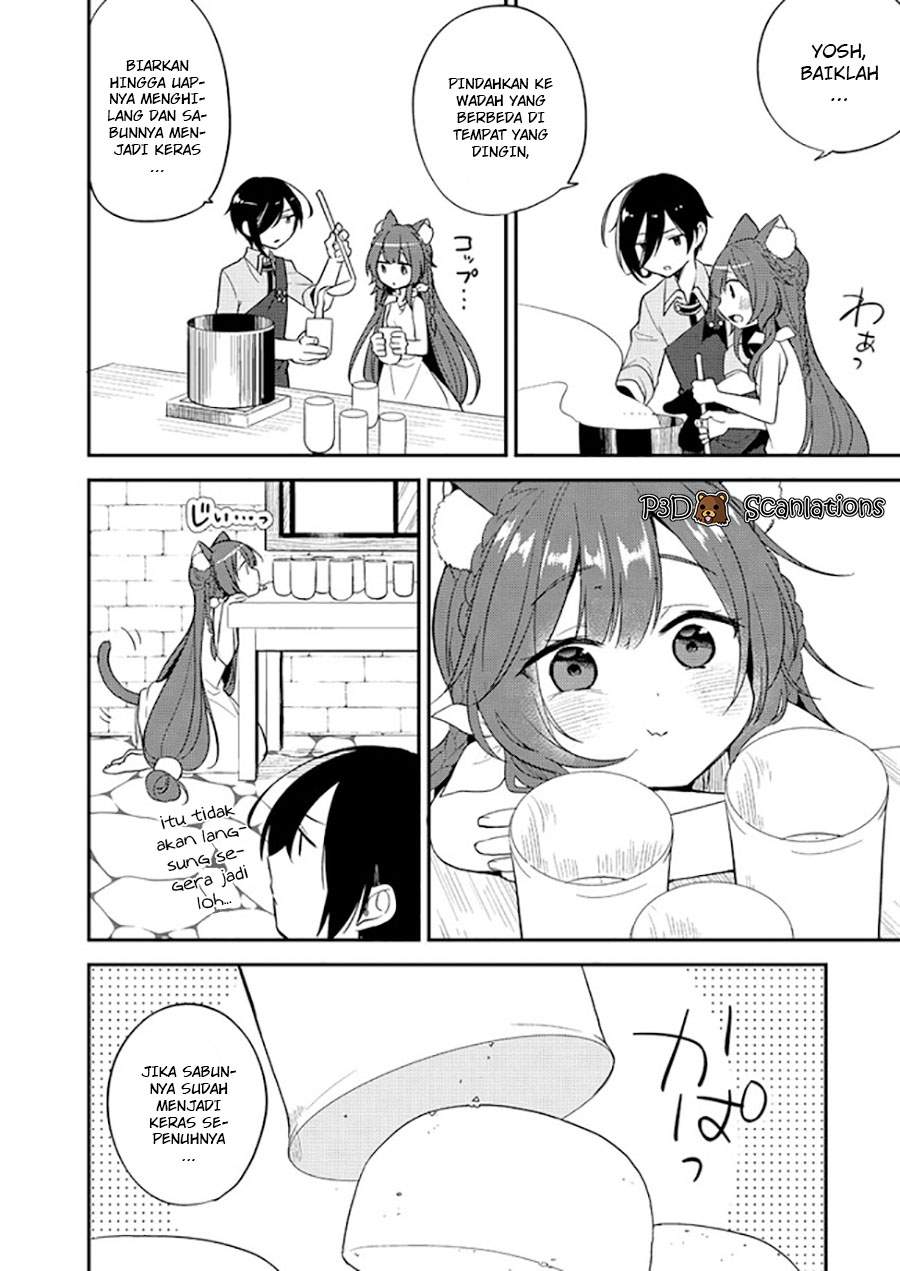 YOSH,
BAIKLAH
...
わぁっ
PINDAHKAN KE
WADAH YANG
BERBEDA DI
TEMPAT YANG
DINGIN,
コップ...
BIARKAN
HINGGA UAP-
NYA MENGHI-
LANG DAN SA-
BUNNYA MEN-
JADI KERAS
...
P3D Scanlations
じぃ……っ
itu tidak
akan lang-
sung se-
gera jadi
loh...
かぱっ
JIKA SABUN-
NYA SUDAH
MENJADI
KERAS SE-
PENUHNYA
...